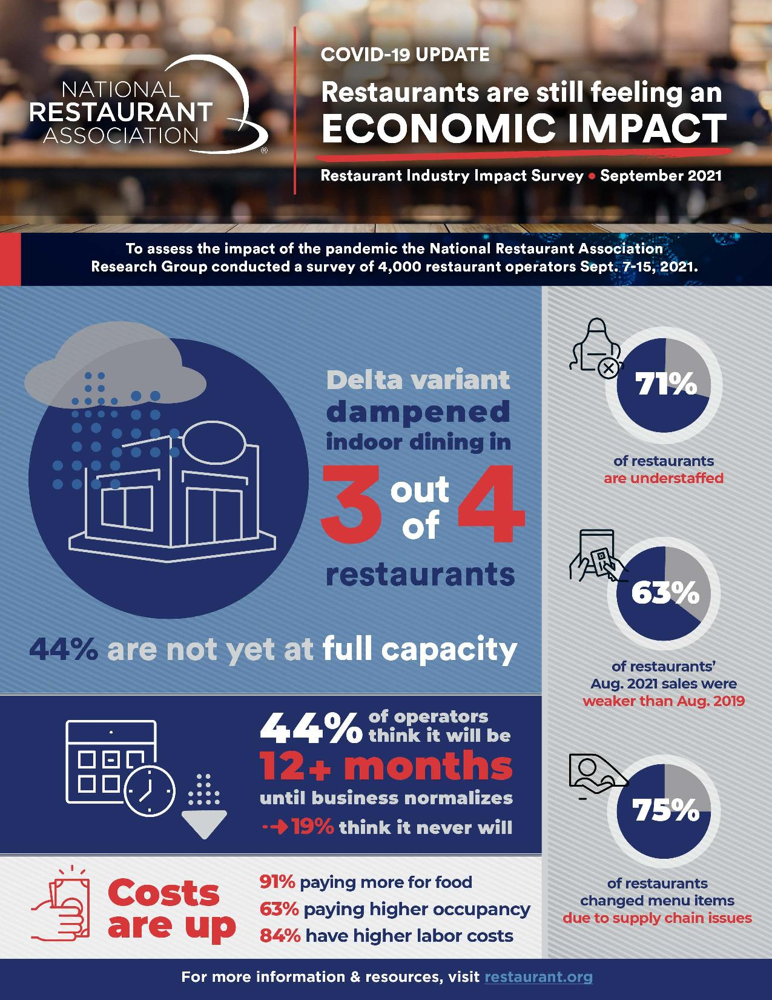 NATIONAL
RESTAURANT
ASSOCIATION
®
COVID-19 UPDATE
Restaurants are still feeling an
ECONOMIC IMPACT
Restaurant Industry Impact Survey • September 2021
To assess the impact of the pandemic the National Restaurant Association
Research Group conducted a survey of 4,000 restaurant operators Sept. 7-15, 2021.
Delta variant
dampened
indoor dining in
3 out of 4
restaurants
44% are not yet at full capacity
44% of operators
think it will be
12+ months
until business normalizes
19% think it never will
Costs
are up
91% paying more for food
63% paying higher occupancy
84% have higher labor costs
71%
of restaurants
are understaffed
63%
of restaurants’
Aug. 2021 sales were
weaker than Aug. 2019
75%
of restaurants
changed menu items
due to supply chain issues
For more information & resources, visit restaurant.org